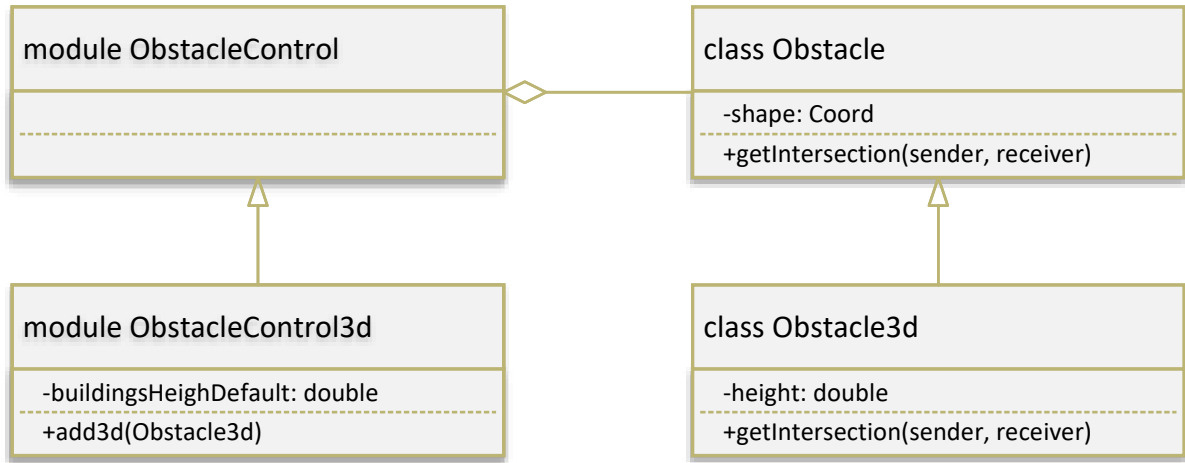 module ObstacleControl
class Obstacle
-shape: Coord
+getIntersection(sender, receiver)
module ObstacleControl3d
-buildingsHeighDefault: double
+add3d(Obstacle3d)
class Obstacle3d
-height: double
+getIntersection(sender, receiver)